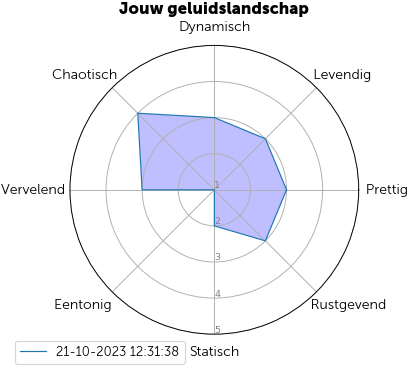 Jouw geluidslandschap
Dynamisch
Chaotisch
Levendig
Vervelend
1
Prettig
2
3
4
Eentonig
Rustgevend
5
21-10-2023 12:31:38
Statisch